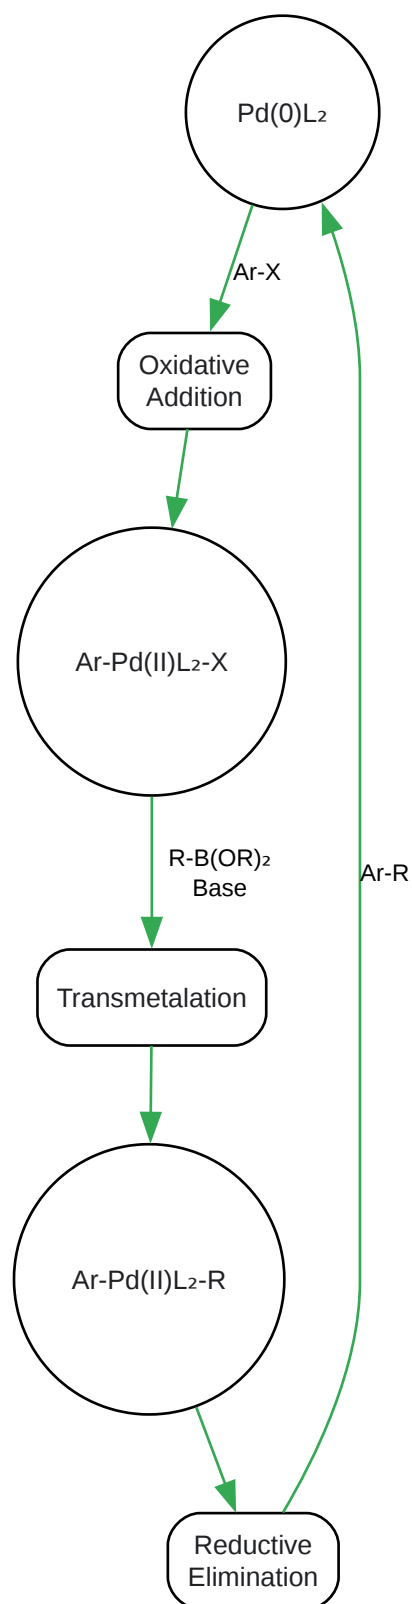 Pd(0)L₂
Ar-X
Oxidative
Addition
Ar-Pd(II)L₂-X
R-B(OR)₂
Base
Ar-R
Transmetalation
Ar-Pd(II)L₂-R
Reductive
Elimination